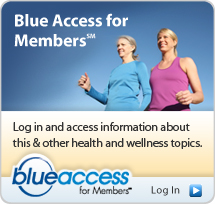 Blue Access for
Members℠
Log in and access information about
this & other health and wellness topics.
blueaccess
for Members℠
Log In